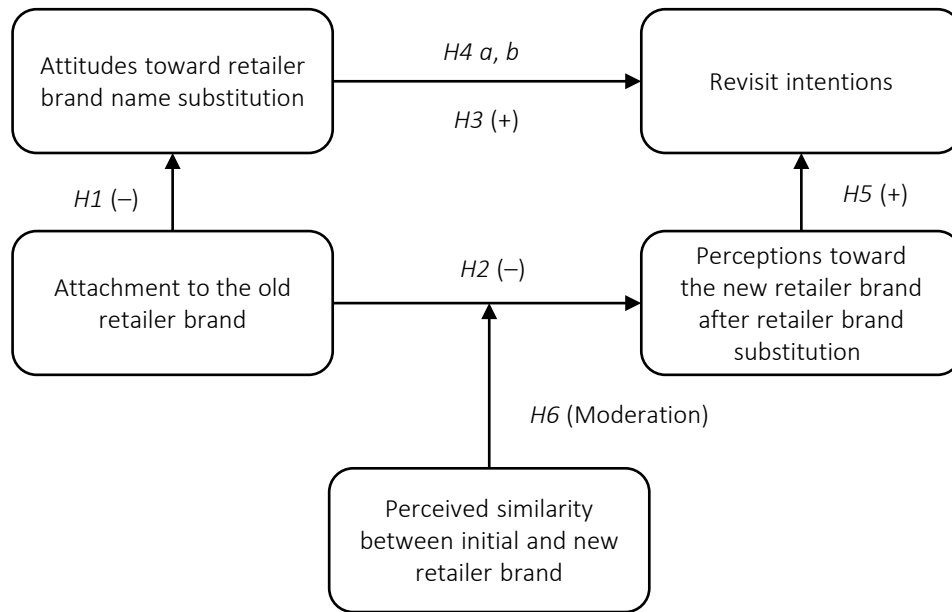 Attitudes toward retailer
brand name substitution
H4 a, b
H3 (+)
Revisit intentions
H1 (–)
H5 (+)
Attachment to the old
retailer brand
H2 (–)
Perceptions toward
the new retailer brand
after retailer brand
substitution
H6 (Moderation)
Perceived similarity
between initial and new
retailer brand